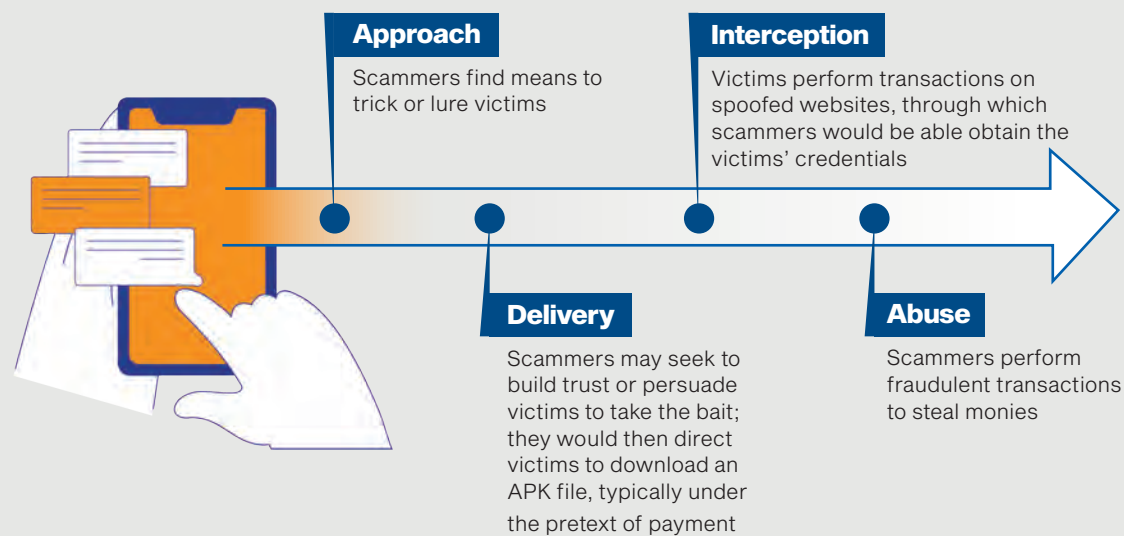 Approach
Scammers find means to
trick or lure victims
Delivery
Scammers may seek to
build trust or persuade
victims to take the bait;
they would then direct
victims to download an
APK file, typically under
the pretext of payment
Interception
Victims perform transactions on
spoofed websites, through which
scammers would be able obtain the
victims’ credentials
Abuse
Scammers perform
fraudulent transactions
to steal monies